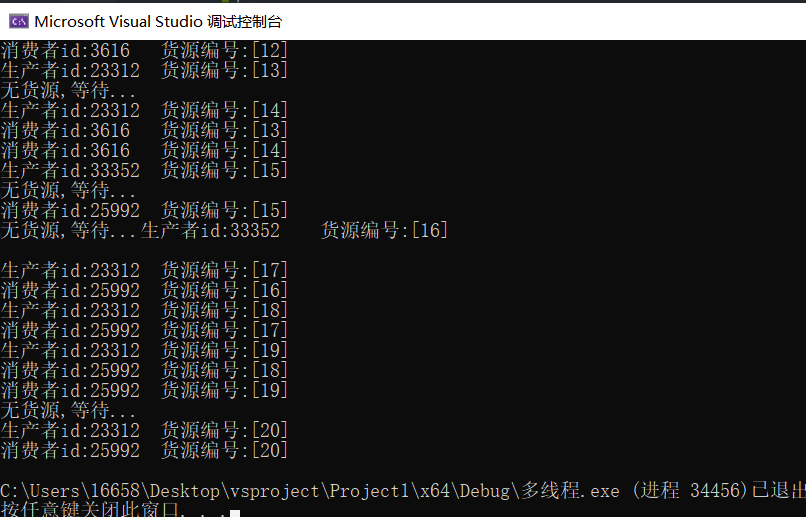 Microsoft Visual Studio 调试控制台
消费者id:3616 货源编号:[12]
生产者id:23312 货源编号:[13]
无货源,等待...
生产者id:23312 货源编号:[14]
消费者id:3616 货源编号:[13]
消费者id:3616 货源编号:[14]
生产者id:33352 货源编号:[15]
无货源,等待...
消费者id:25992 货源编号:[15]
无货源,等待...生产者id:33352 货源编号:[16]
生产者id:23312 货源编号:[17]
消费者id:25992 货源编号:[16]
生产者id:23312 货源编号:[18]
消费者id:25992 货源编号:[17]
生产者id:23312 货源编号:[19]
消费者id:25992 货源编号:[18]
消费者id:25992 货源编号:[19]
无货源,等待...
生产者id:23312 货源编号:[20]
消费者id:25992 货源编号:[20]
C:\Users\16658\Desktop\vsproject\Project1\x64\Debug\多线程.exe (进程 34456)已退出
按任意键关闭此窗口. . .